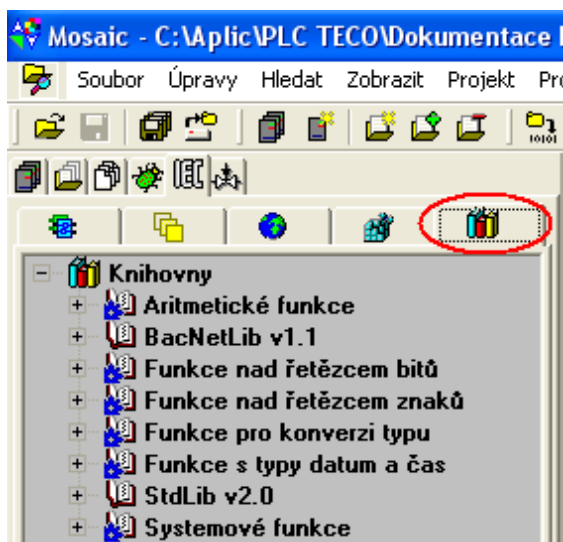 Mosaic - C:\Aplic\PLC TECO\Dokumentace
Soubor Úpravy Hledat Zobrazit Projekt
Knihovny
Aritmetické funkce
BacNetLib v1.1
Funkce nad řetězcem bitů
Funkce nad řetězcem znaků
Funkce pro konverzi typu
Funkce s typy datum a čas
StdLib v2.0
Systemové funkce